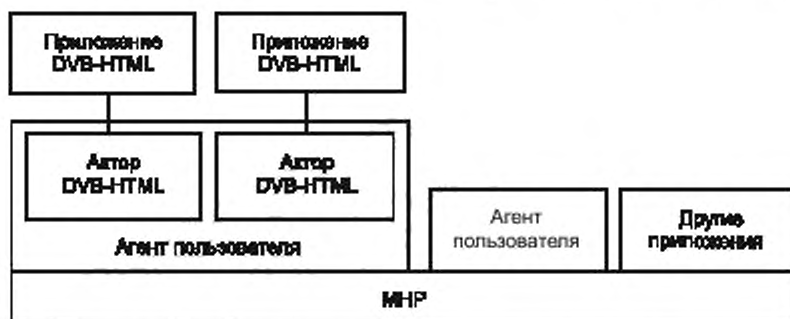 Приложение
DVB-HTML
Приложение
DVB-HTML
Актор
DVB-HTML
Актор
DVB-HTML
Агент пользователя
Агент
пользователя
Другие
приложения
MHP